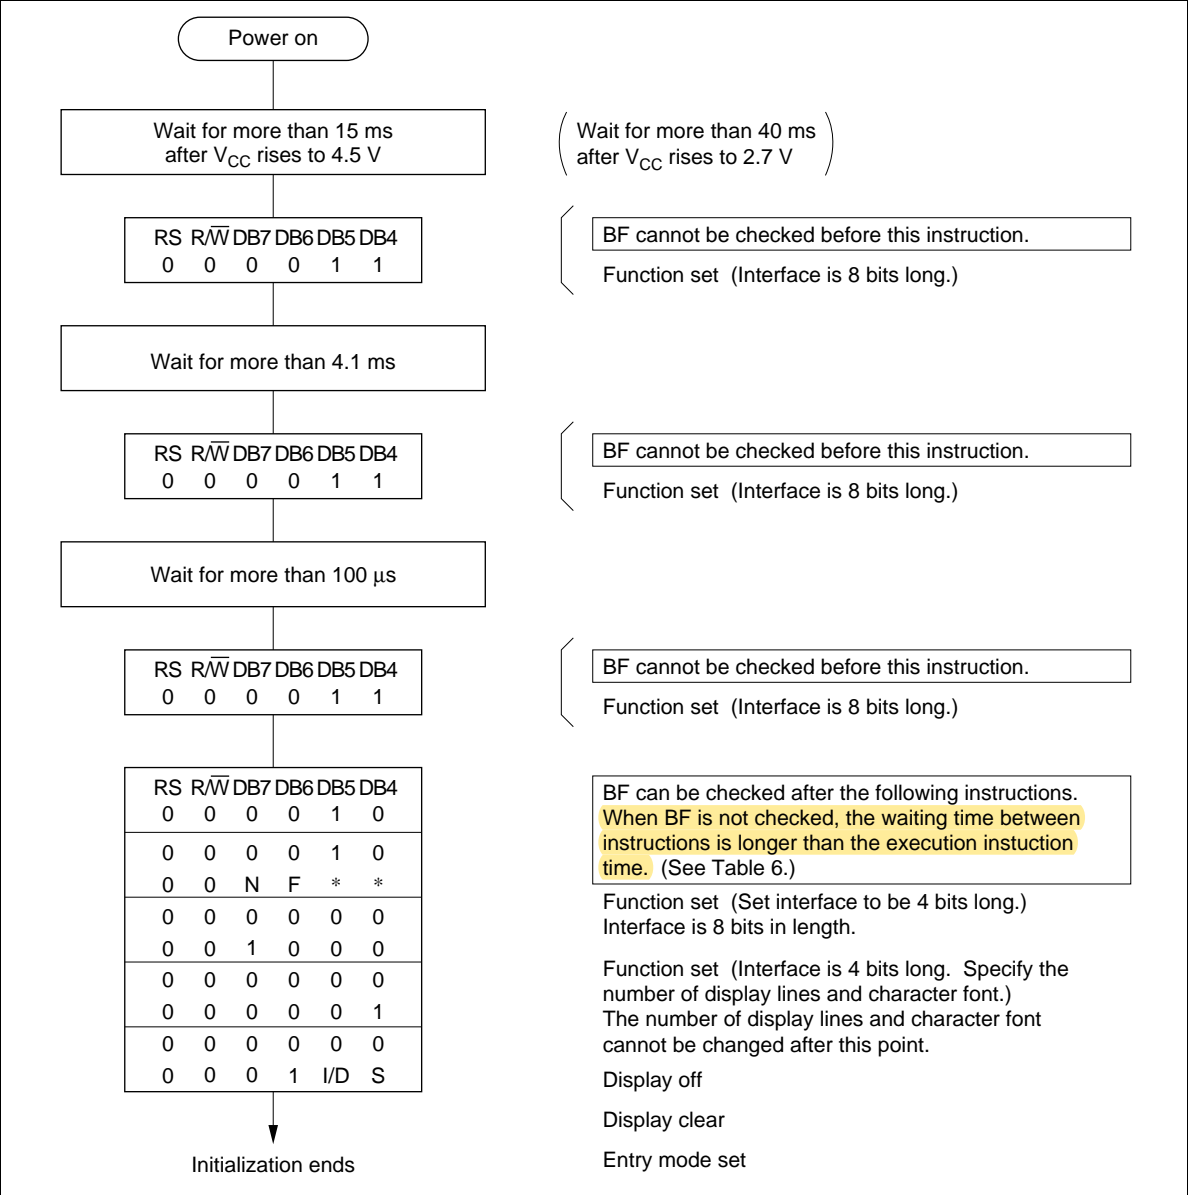 Power on
Wait for more than 15 ms
after VCC rises to 4.5 V
Wait for more than 40 ms
after VCC rises to 2.7 V
RS R/W̅ DB7 DB6 DB5 DB4
0 0 0 0 1 1
BF cannot be checked before this instruction.
Function set (Interface is 8 bits long.)
Wait for more than 4.1 ms
RS R/W̅ DB7 DB6 DB5 DB4
0 0 0 0 1 1
BF cannot be checked before this instruction.
Function set (Interface is 8 bits long.)
Wait for more than 100 µs
RS R/W̅ DB7 DB6 DB5 DB4
0 0 0 0 1 1
BF cannot be checked before this instruction.
Function set (Interface is 8 bits long.)
RS R/W̅ DB7 DB6 DB5 DB4
0 0 0 0 1 0
0 0 0 0 1 0
0 0 N F * *
0 0 0 0 0 0
0 0 1 0 0 0
0 0 0 0 0 0
0 0 0 0 0 1
0 0 0 0 0 0
0 0 0 1 I/D S
Initialization ends
BF can be checked after the following instructions.
When BF is not checked, the waiting time between
instructions is longer than the execution instuction
time. (See Table 6.)
Function set (Set interface to be 4 bits long.)
Interface is 8 bits in length.
Function set (Interface is 4 bits long. Specify the
number of display lines and character font.)
The number of display lines and character font
cannot be changed after this point.
Display off
Display clear
Entry mode set